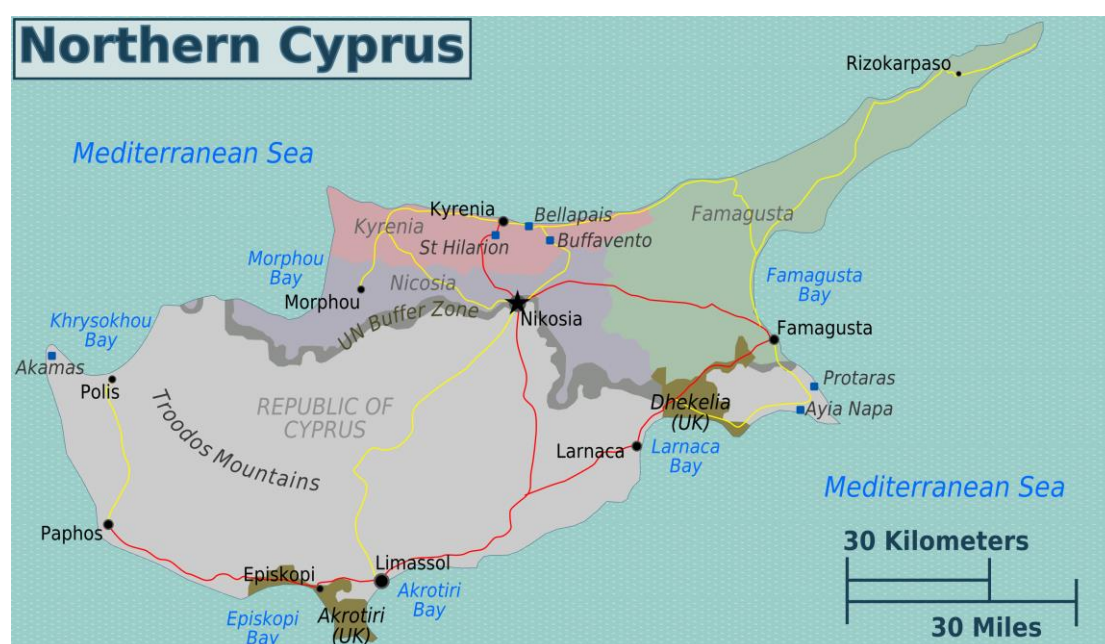 Northern Cyprus
Rizokarpaso
Mediterranean Sea
Kyrenia
Bellapais
Famagusta
Kyrenia
St Hilarion
Buffavento
Morphou
Bay
Nicosia
Famagusta
Bay
Morphou
UN Buffer Zone
Nikosia
Khrysokhou
Bay
Famagusta
Akamas
Polis
Protaras
Troodos Mountains
REPUBLIC OF
CYPRUS
Dhekelia
(UK)
Ayia Napa
Larnaca
Larnaca
Bay
Mediterranean Sea
Paphos
30 Kilometers
Limassol
Episkopi
Akrotiri
Bay
Episkopi
Bay
Akrotiri
(UK)
30 Miles